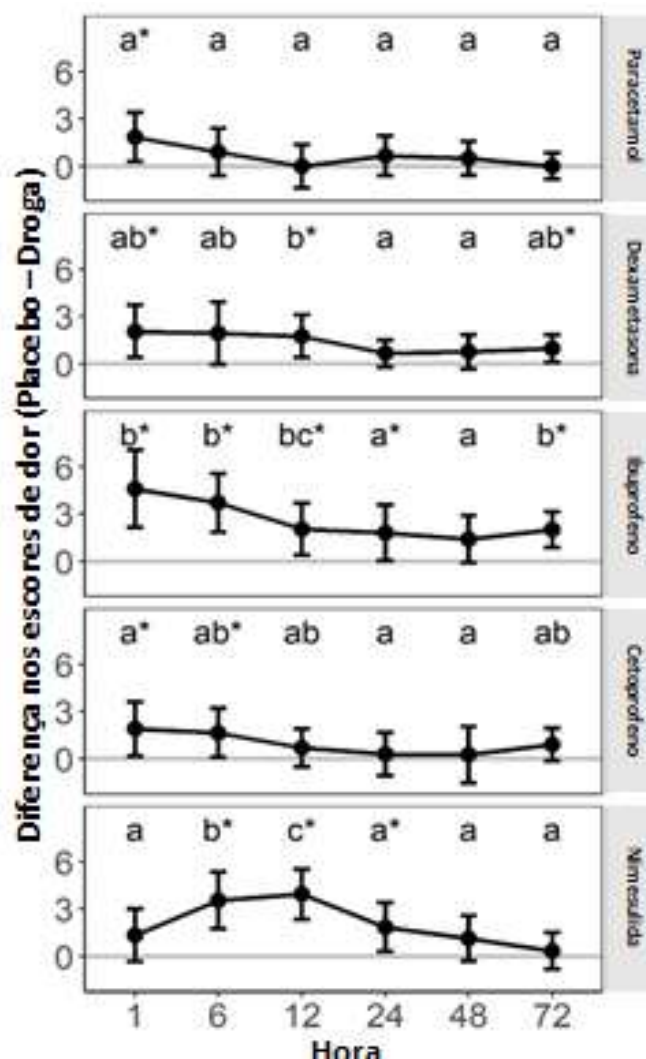 Diferença nos escores de dor (Placebo – Droga)
a* a a a a a
6
3
0
Paracetamol
ab* ab b* a a ab*
6
3
0
Dexametasona
b* b* bc* a* a b*
6
3
0
Ibuprofeno
a* ab* ab a a ab
6
3
0
Cetoprofeno
a b* c* a* a a
6
3
0
Nimesulida
1 6 12 24 48 72
Hora